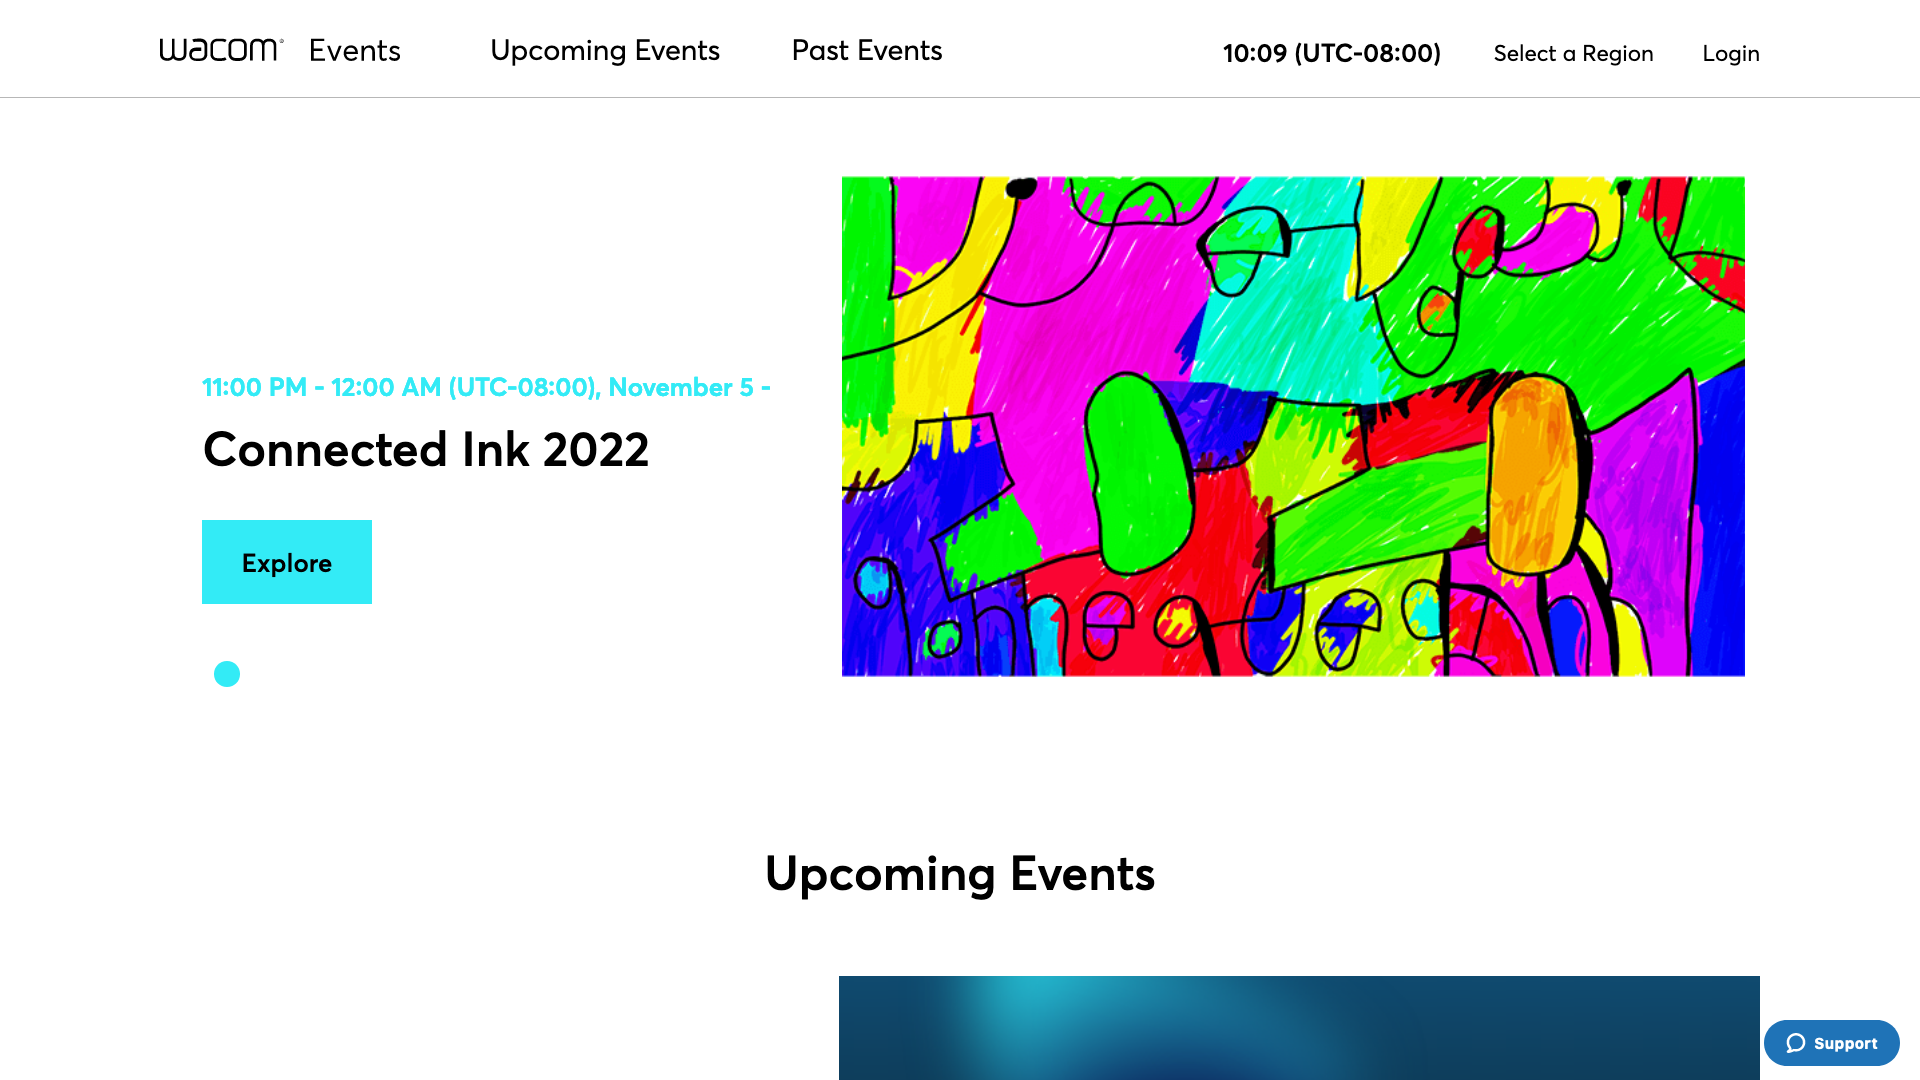 wacom® Events
Upcoming Events
Past Events
10:09 (UTC-08:00)
Select a Region
Login
11:00 PM - 12:00 AM (UTC-08:00), November 5 -
Connected Ink 2022
Explore
Upcoming Events
Support